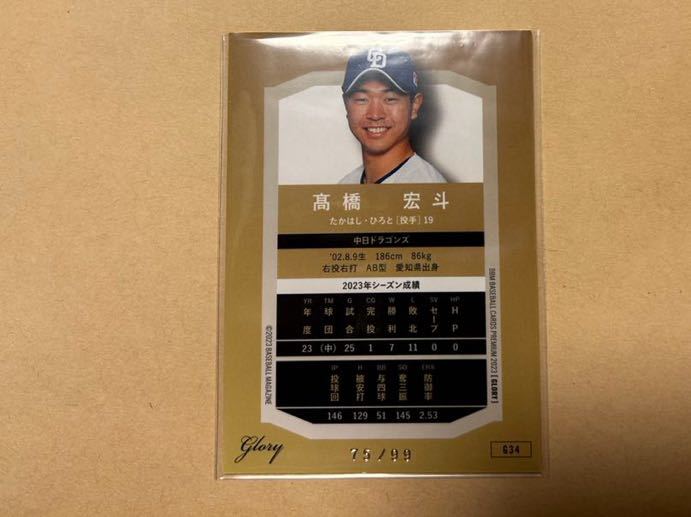 CD
髙橋 宏斗
たかはし・ひろと [投手] 19
中日ドラゴンズ
'02.8.9生 186cm 86kg
右投右打 AB型 愛知県出身
2023年シーズン成績
YR TM G CG W L SV HP
年度 球団 試合 完投 勝利 敗北 セーブ HP
23 (中) 25 1 7 11 0 0
IP H BB SO ERA
投球回 被安打 与四球 奪三振 防御率
146 129 51 145 2.53
©2023 BASEBALL MAGAZINE
BBM BASEBALL CARDS PREMIUM 2023 [GLORY]
Glory
75/99
G34